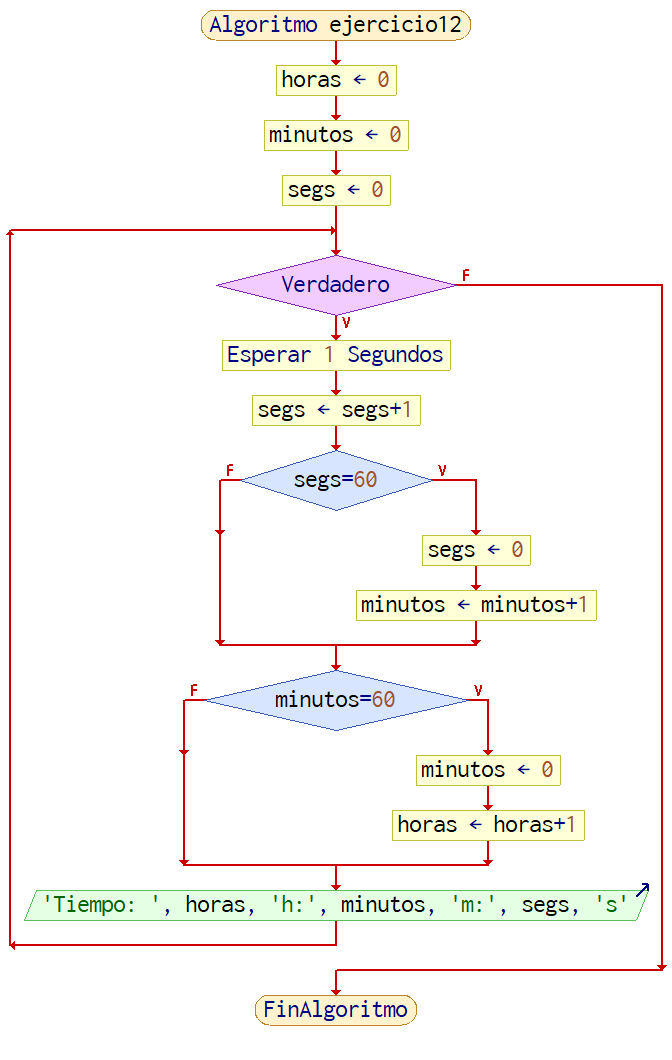 Algoritmo ejercicio12
horas ← 0
minutos ← 0
segs ← 0
Verdadero
F
V
Esperar 1 Segundos
segs ← segs+1
F
V
segs=60
segs ← 0
minutos ← minutos+1
F
V
minutos=60
minutos ← 0
horas ← horas+1
'Tiempo: ', horas, 'h:', minutos, 'm:', segs, 's'
FinAlgoritmo